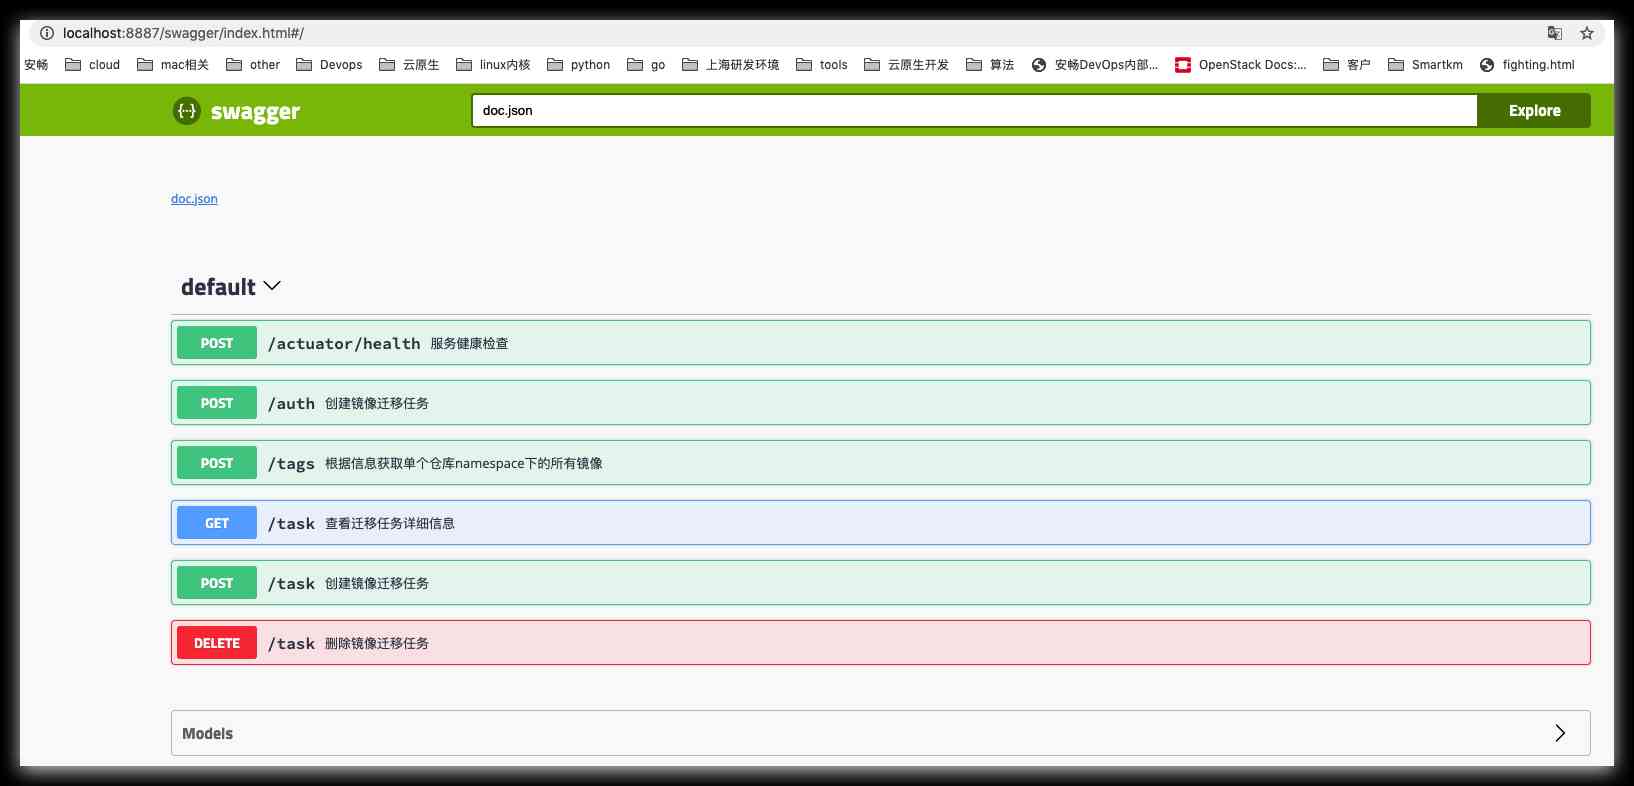 localhost:8887/swagger/index.html#/
安畅 cloud mac相关 other Devops 云原生 linux内核 python go 上海研发环境 tools 云原生开发 算法 安畅DevOps内部... OpenStack Docs:... 客户 Smartkm fighting.html
{··} swagger doc.json Explore
doc.json
default
POST /actuator/health 服务健康检查
POST /auth 创建镜像迁移任务
POST /tags 根据信息获取单个仓库namespace下的所有镜像
GET /task 查看迁移任务详细信息
POST /task 创建镜像迁移任务
DELETE /task 删除镜像迁移任务
Models